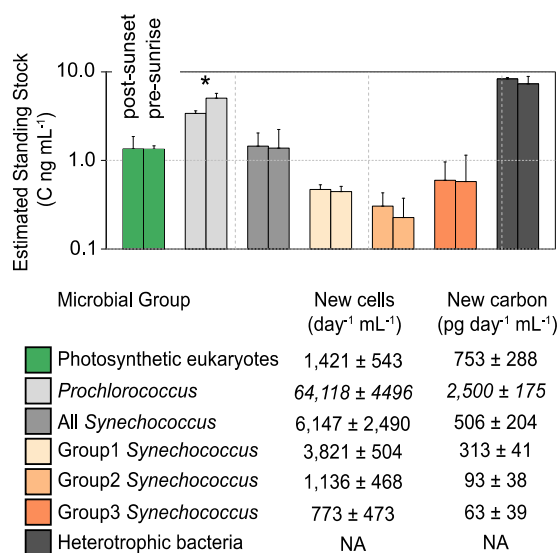 post-sunset
pre-sunrise
Estimated Standing Stock
(C ng mL⁻¹)
10.0
1.0
0.1
*
Microbial Group New cells New carbon
(day⁻¹ mL⁻¹) (pg day⁻¹ mL⁻¹)
Photosynthetic eukaryotes 1,421 ± 543 753 ± 288
Prochlorococcus 64,118 ± 4496 2,500 ± 175
All Synechococcus 6,147 ± 2,490 506 ± 204
Group1 Synechococcus 3,821 ± 504 313 ± 41
Group2 Synechococcus 1,136 ± 468 93 ± 38
Group3 Synechococcus 773 ± 473 63 ± 39
Heterotrophic bacteria NA NA